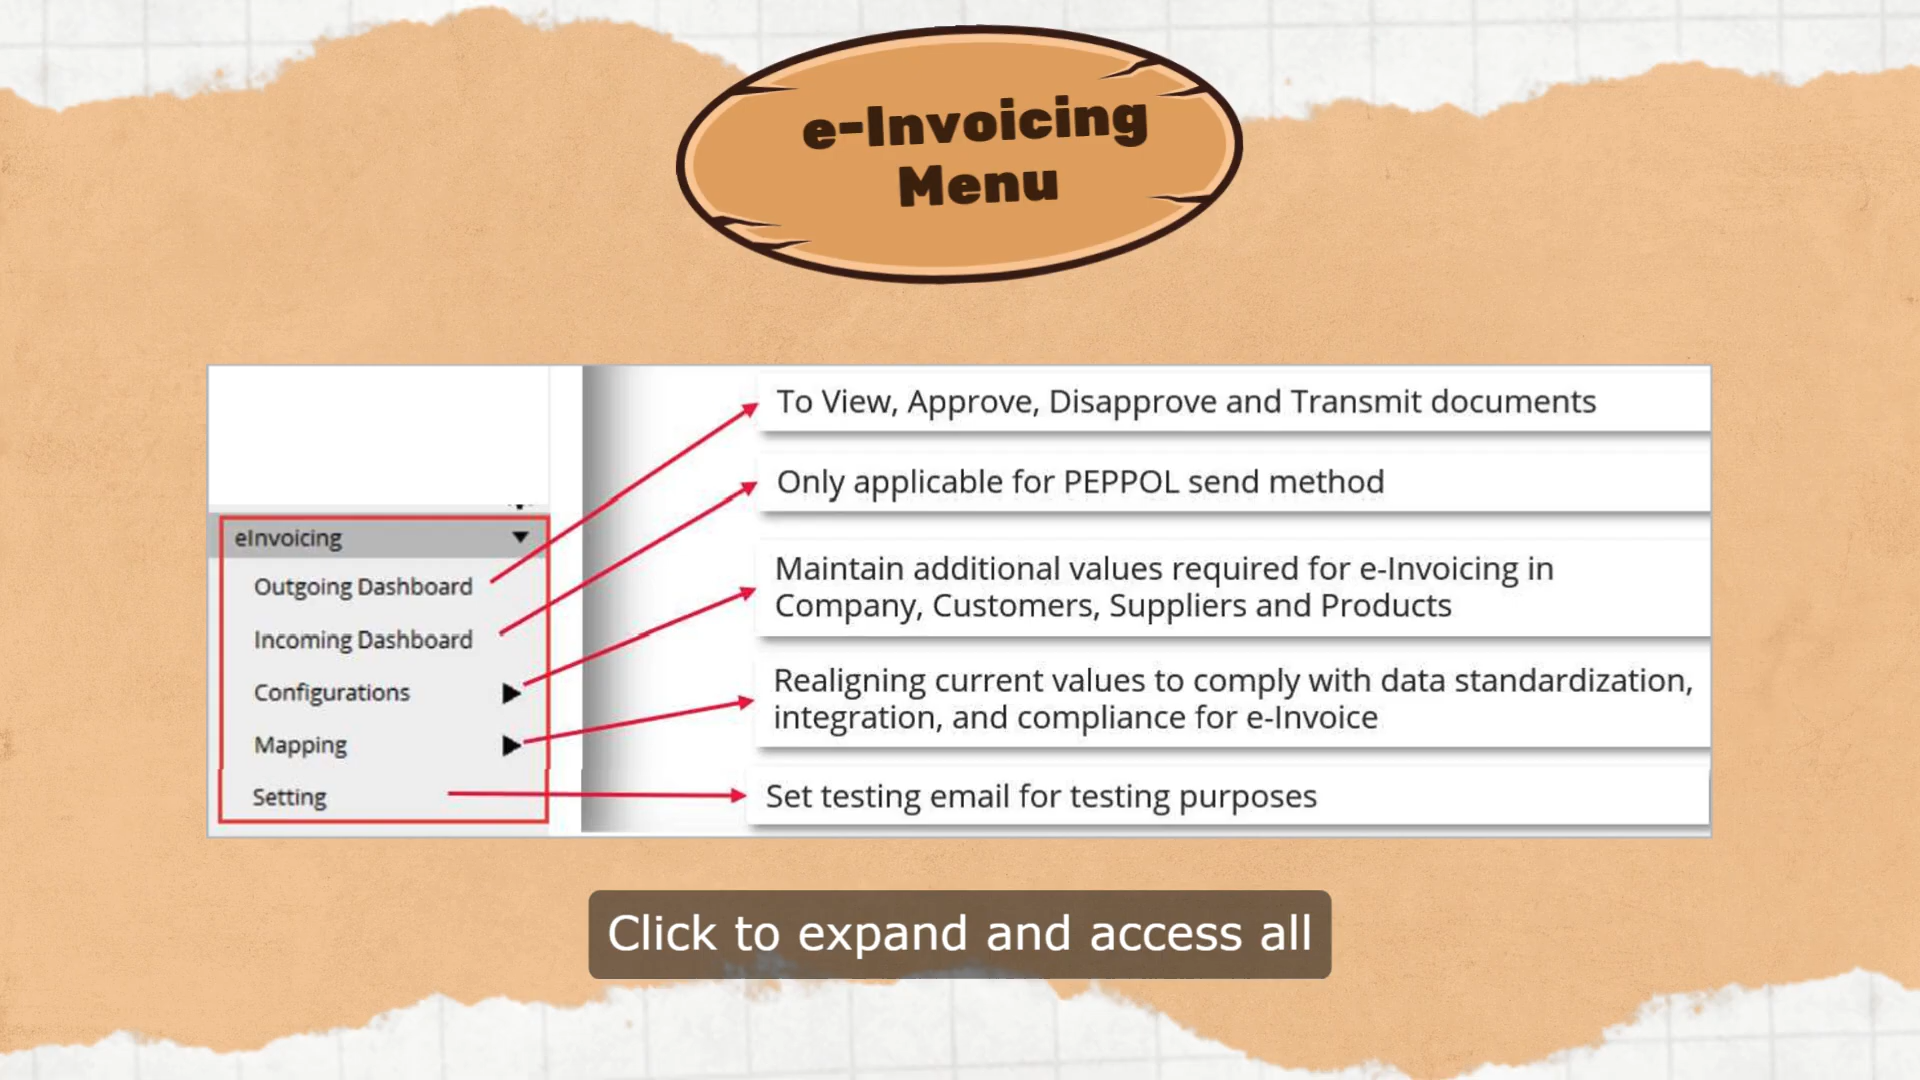 e-Invoicing
Menu
eInvoicing
Outgoing Dashboard
Incoming Dashboard
Configurations
Mapping
Setting
To View, Approve, Disapprove and Transmit documents
Only applicable for PEPPOL send method
Maintain additional values required for e-Invoicing in
Company, Customers, Suppliers and Products
Realigning current values to comply with data standardization,
integration, and compliance for e-Invoice
Set testing email for testing purposes
Click to expand and access all